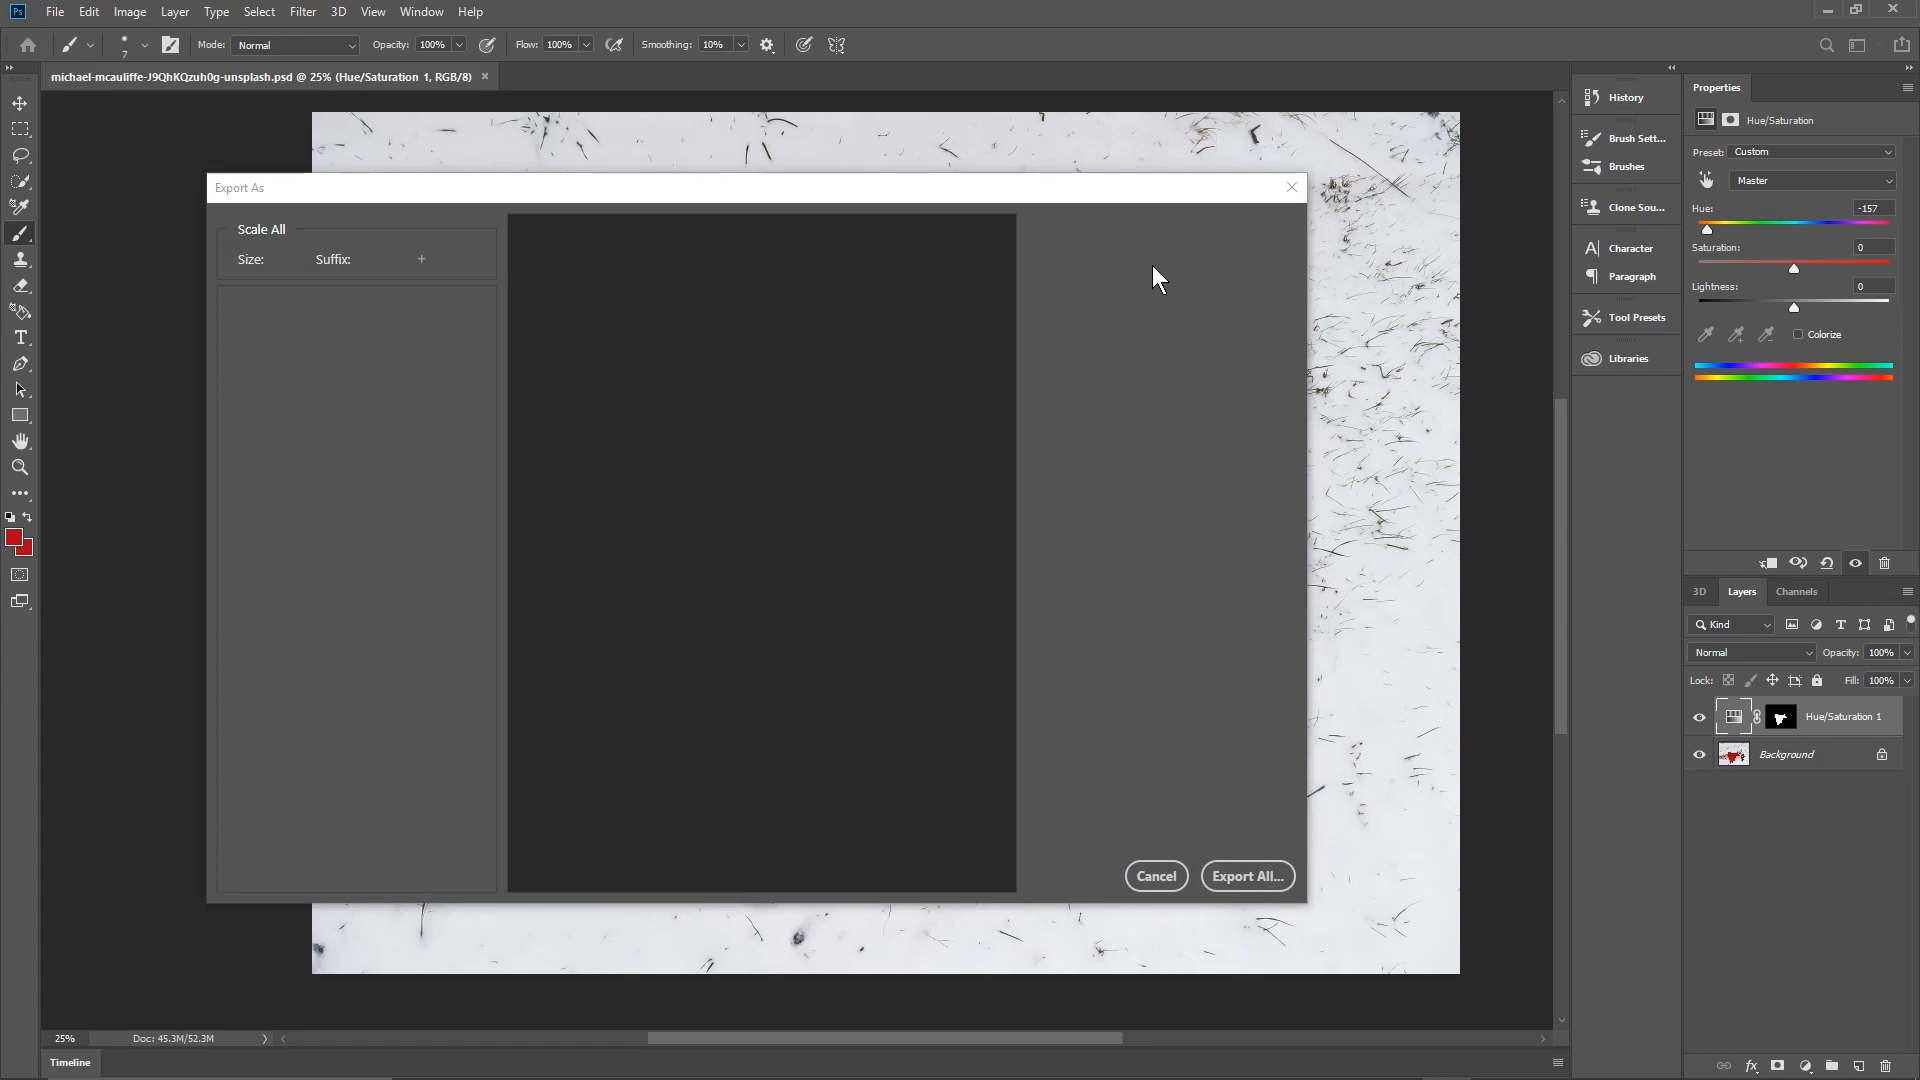 Ps File Edit Image Layer Type Select Filter 3D View Window Help
7 Mode: Normal Opacity: 100% Flow: 100% Smoothing: 10%
michael-mcauliffe-J9QhKQzuh0g-unsplash.psd @ 25% (Hue/Saturation 1, RGB/8) ×
Export As
Scale All
Size: Suffix: +
Cancel Export All...
25% Doc: 45.3M/52.3M
Timeline
History
Brush Sett...
Brushes
Clone Sou...
Character
Paragraph
Tool Presets
Libraries
Properties
Hue/Saturation
Preset: Custom
Master
Hue: -157
Saturation: 0
Lightness: 0
Colorize
3D Layers Channels
Kind
Normal Opacity: 100%
Lock: Fill: 100%
Hue/Saturation 1
Background